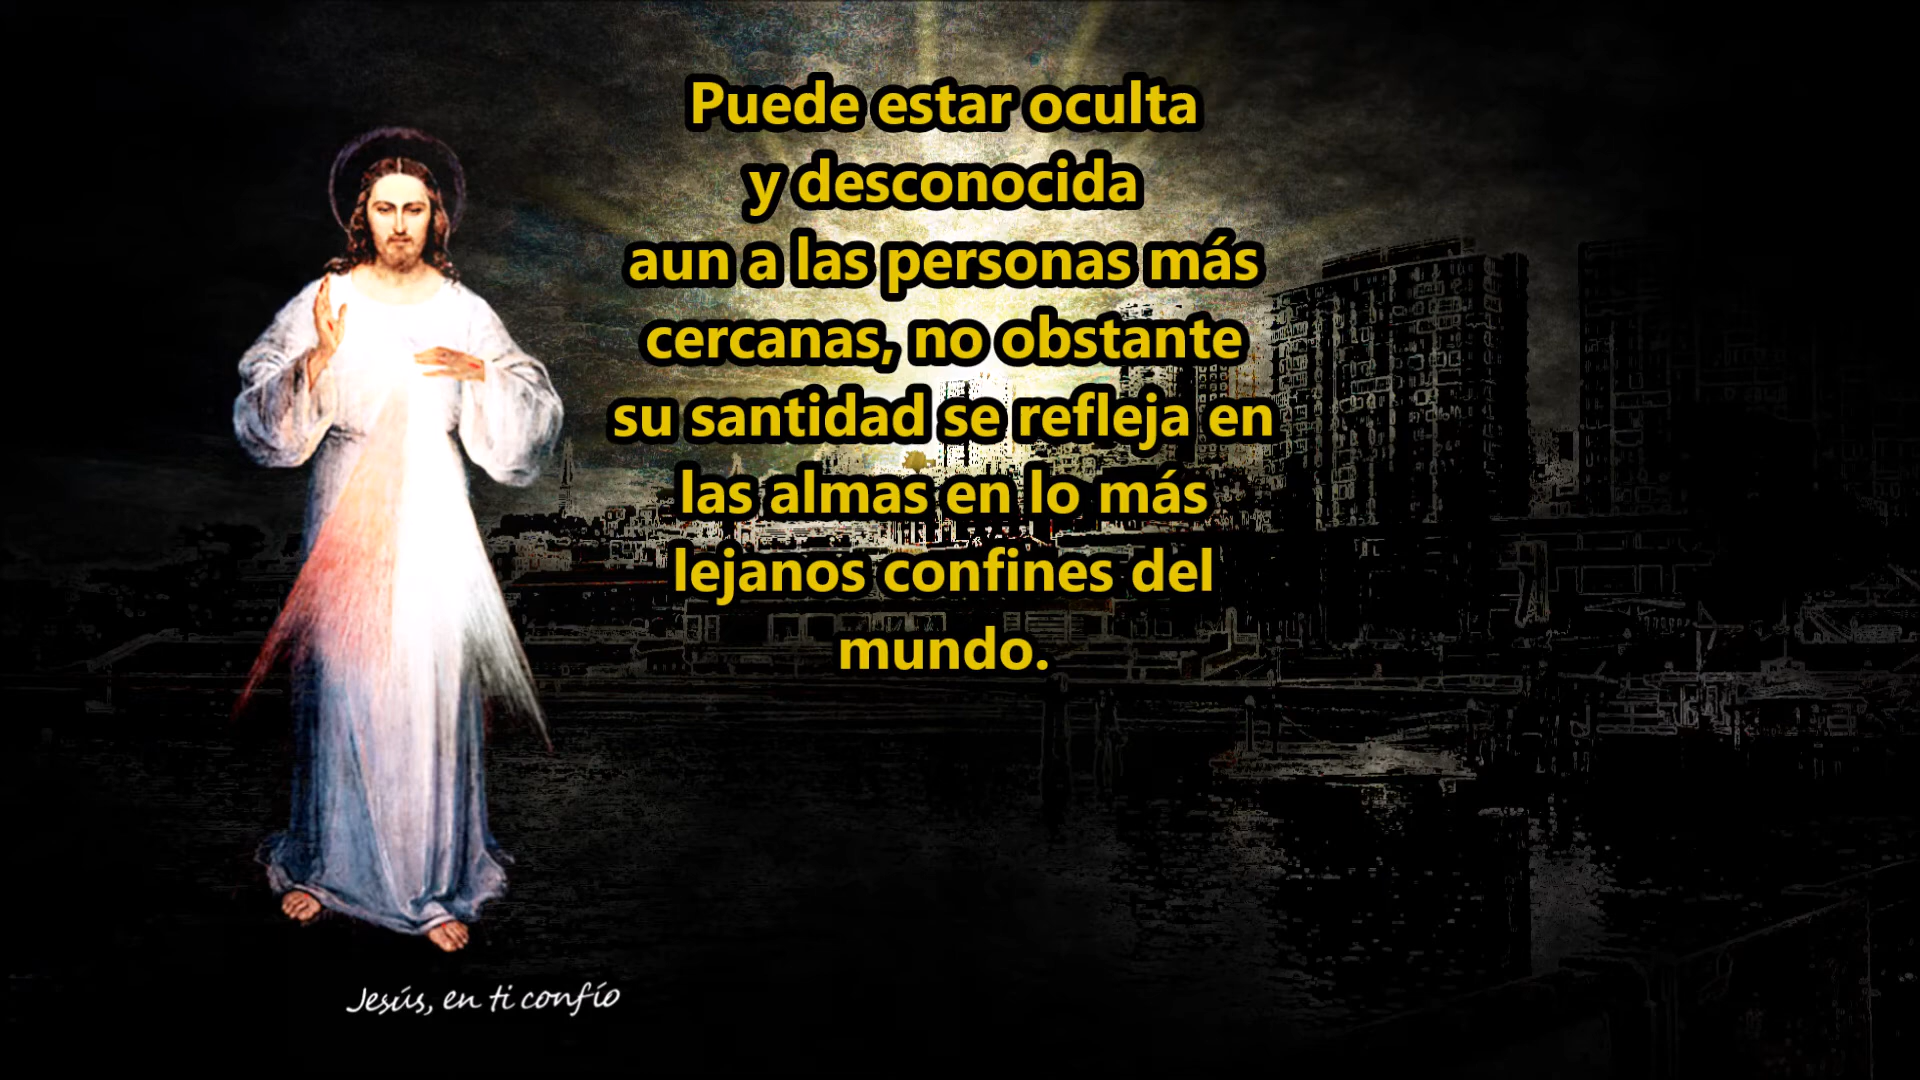 Puede estar oculta
y desconocida
aun a las personas más
cercanas, no obstante
su santidad se refleja en
las almas en lo más
lejanos confines del
mundo.
Jesús, en ti confío